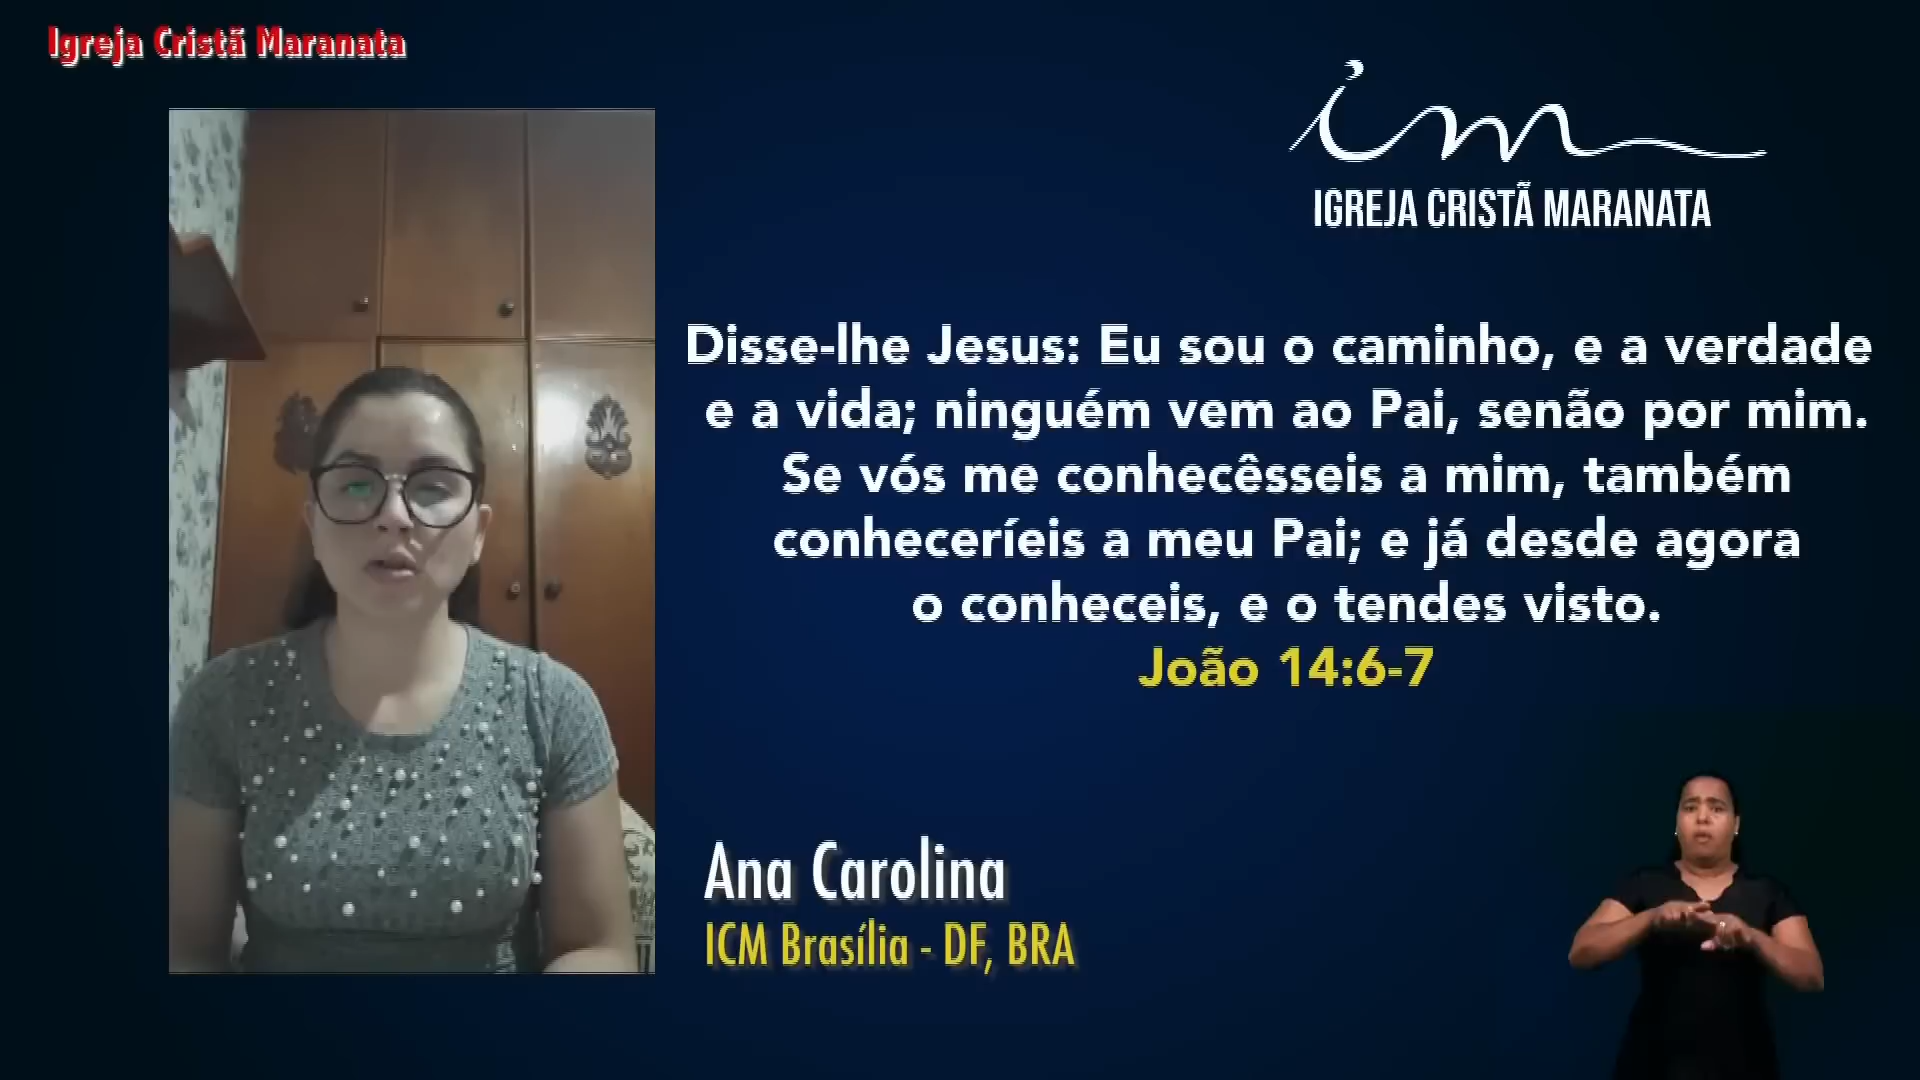 Igreja Cristã Maranata
icm
IGREJA CRISTÃ MARANATA
Disse-lhe Jesus: Eu sou o caminho, e a verdade
e a vida; ninguém vem ao Pai, senão por mim.
Se vós me conhecêsseis a mim, também
conheceríeis a meu Pai; e já desde agora
o conheceis, e o tendes visto.
João 14:6-7
Ana Carolina
ICM Brasília - DF, BRA